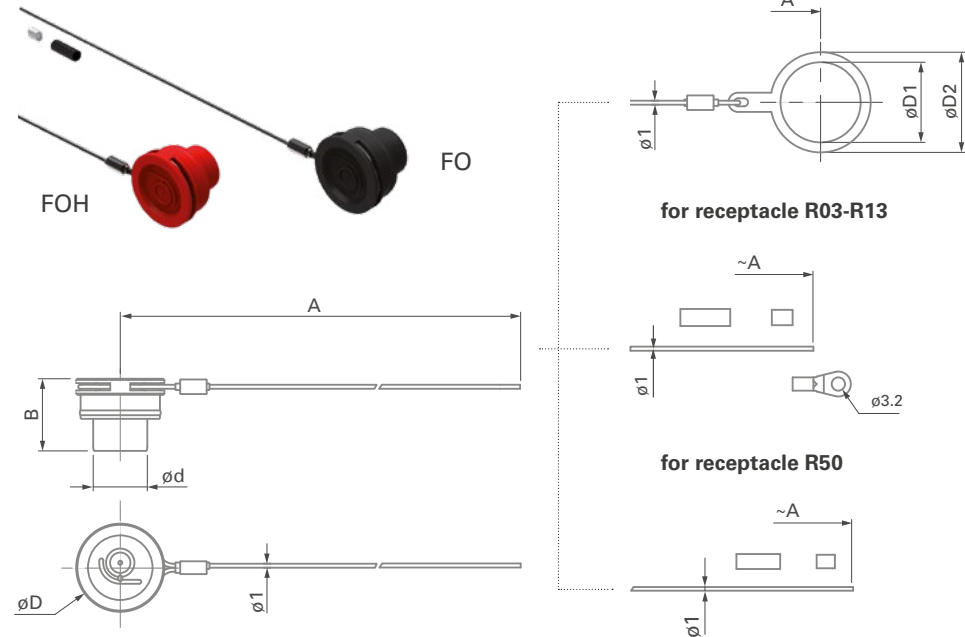 FO
FOH
A
B
ød
øD
ø1
A
ø1
øD1
øD2
for receptacle R03-R13
~A
ø1
ø3.2
for receptacle R50
~A
ø1